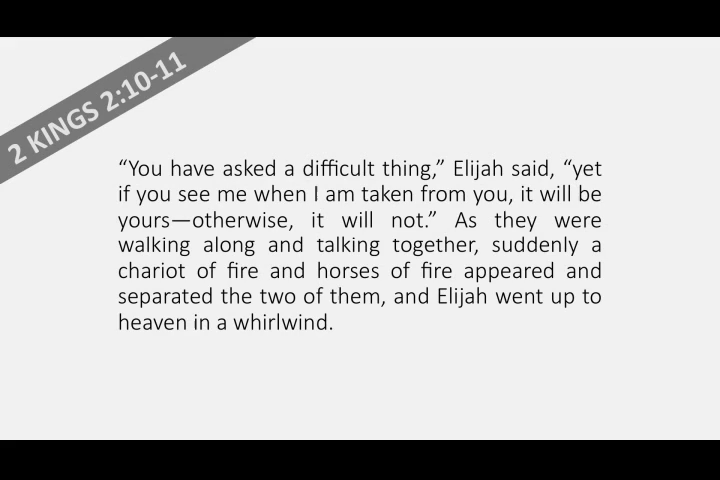 2 KINGS 2:10-11
“You have asked a difficult thing,” Elijah said, “yet
if you see me when I am taken from you, it will be
yours—otherwise, it will not.” As they were
walking along and talking together, suddenly a
chariot of fire and horses of fire appeared and
separated the two of them, and Elijah went up to
heaven in a whirlwind.